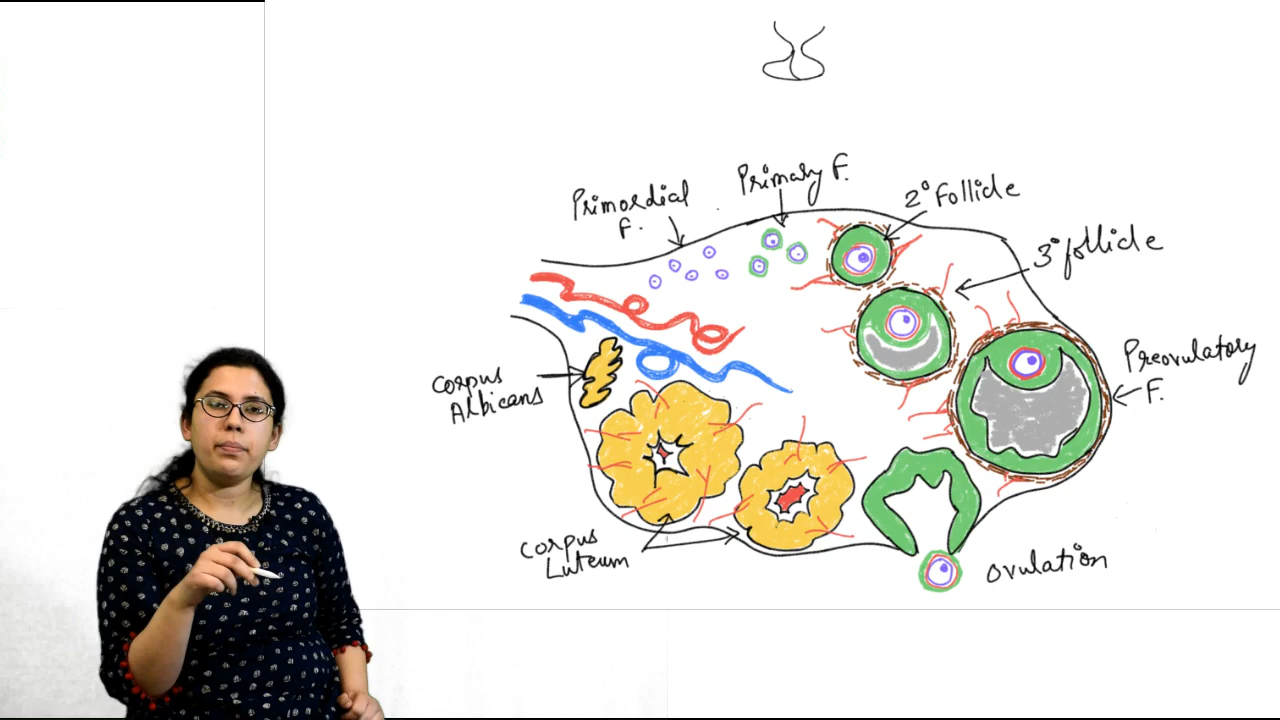 Primordial
F.
Primary F.
2° Follicle
3° follicle
Preovulatory
F.
Corpus
Albicans
Corpus
Luteum
ovulation